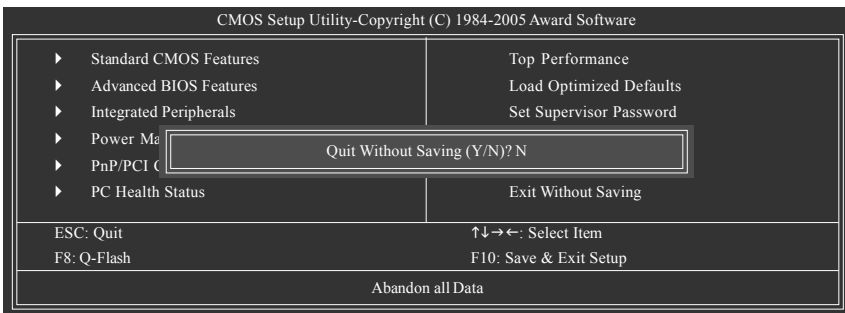 CMOS Setup Utility-Copyright (C) 1984-2005 Award Software
Standard CMOS Features
Advanced BIOS Features
Integrated Peripherals
Power Ma
PnP/PCI
PC Health Status
Top Performance
Load Optimized Defaults
Set Supervisor Password
Exit Without Saving
Quit Without Saving (Y/N)? N
ESC: Quit
↑↓→←: Select Item
F8: Q-Flash
F10: Save & Exit Setup
Abandon all Data